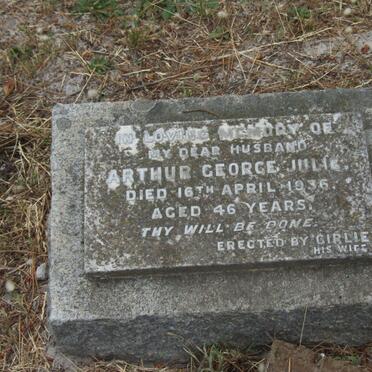 IN LOVING MEMORY OF
MY DEAR HUSBAND
ARTHUR GEORGE JULIE.
DIED 16TH APRIL 1936.
AGED 46 YEARS.
THY WILL BE DONE.
ERECTED BY GIRLIE
HIS WIFE